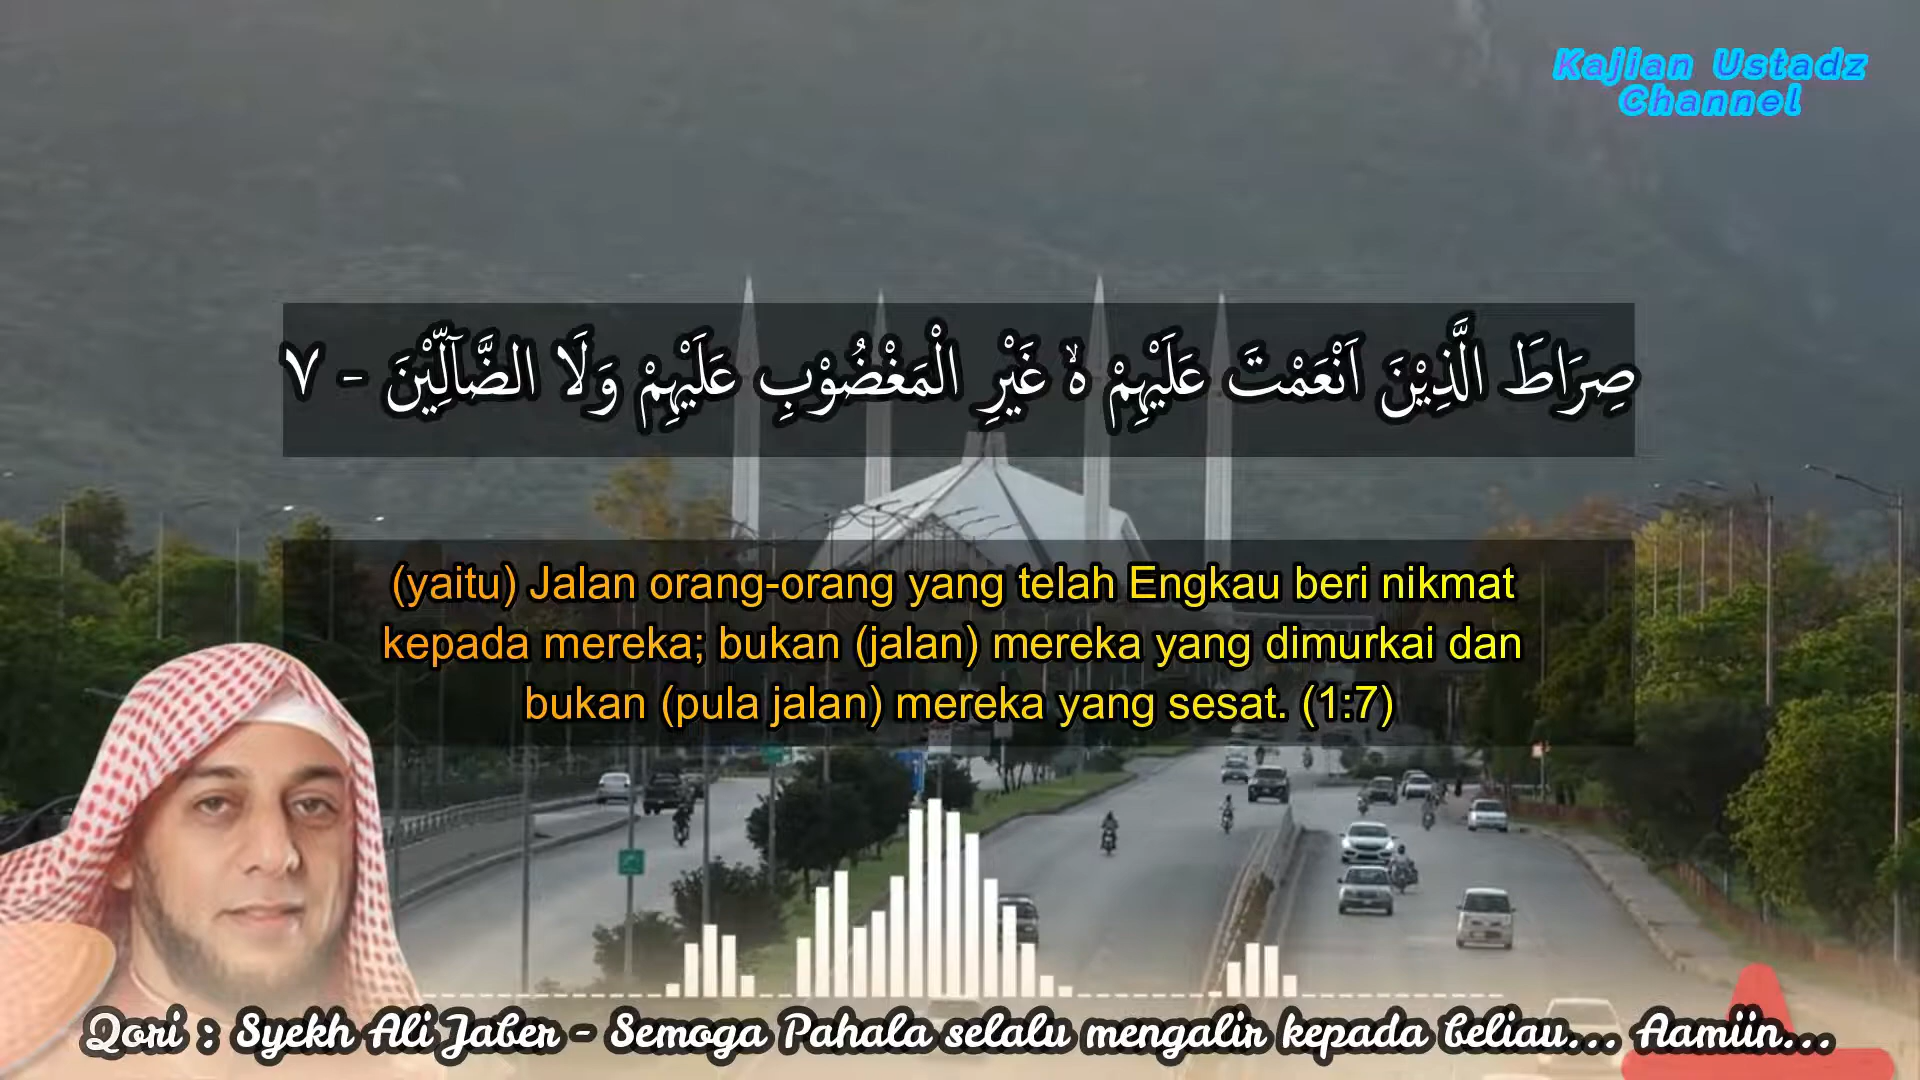 Kajian Ustadz
Channel
صِرَاطَ الَّذِيْنَ اَنْعَمْتَ عَلَيْهِمْ ەۙ غَيْرِ الْمَغْضُوْبِ عَلَيْهِمْ وَلَا الضَّاۤلِّيْنَ - ٧
(yaitu) Jalan orang-orang yang telah Engkau beri nikmat
kepada mereka; bukan (jalan) mereka yang dimurkai dan
bukan (pula jalan) mereka yang sesat. (1:7)
Qori : Syekh Ali Jaber - Semoga Pahala selalu mengalir kepada beliau... Aamiin...